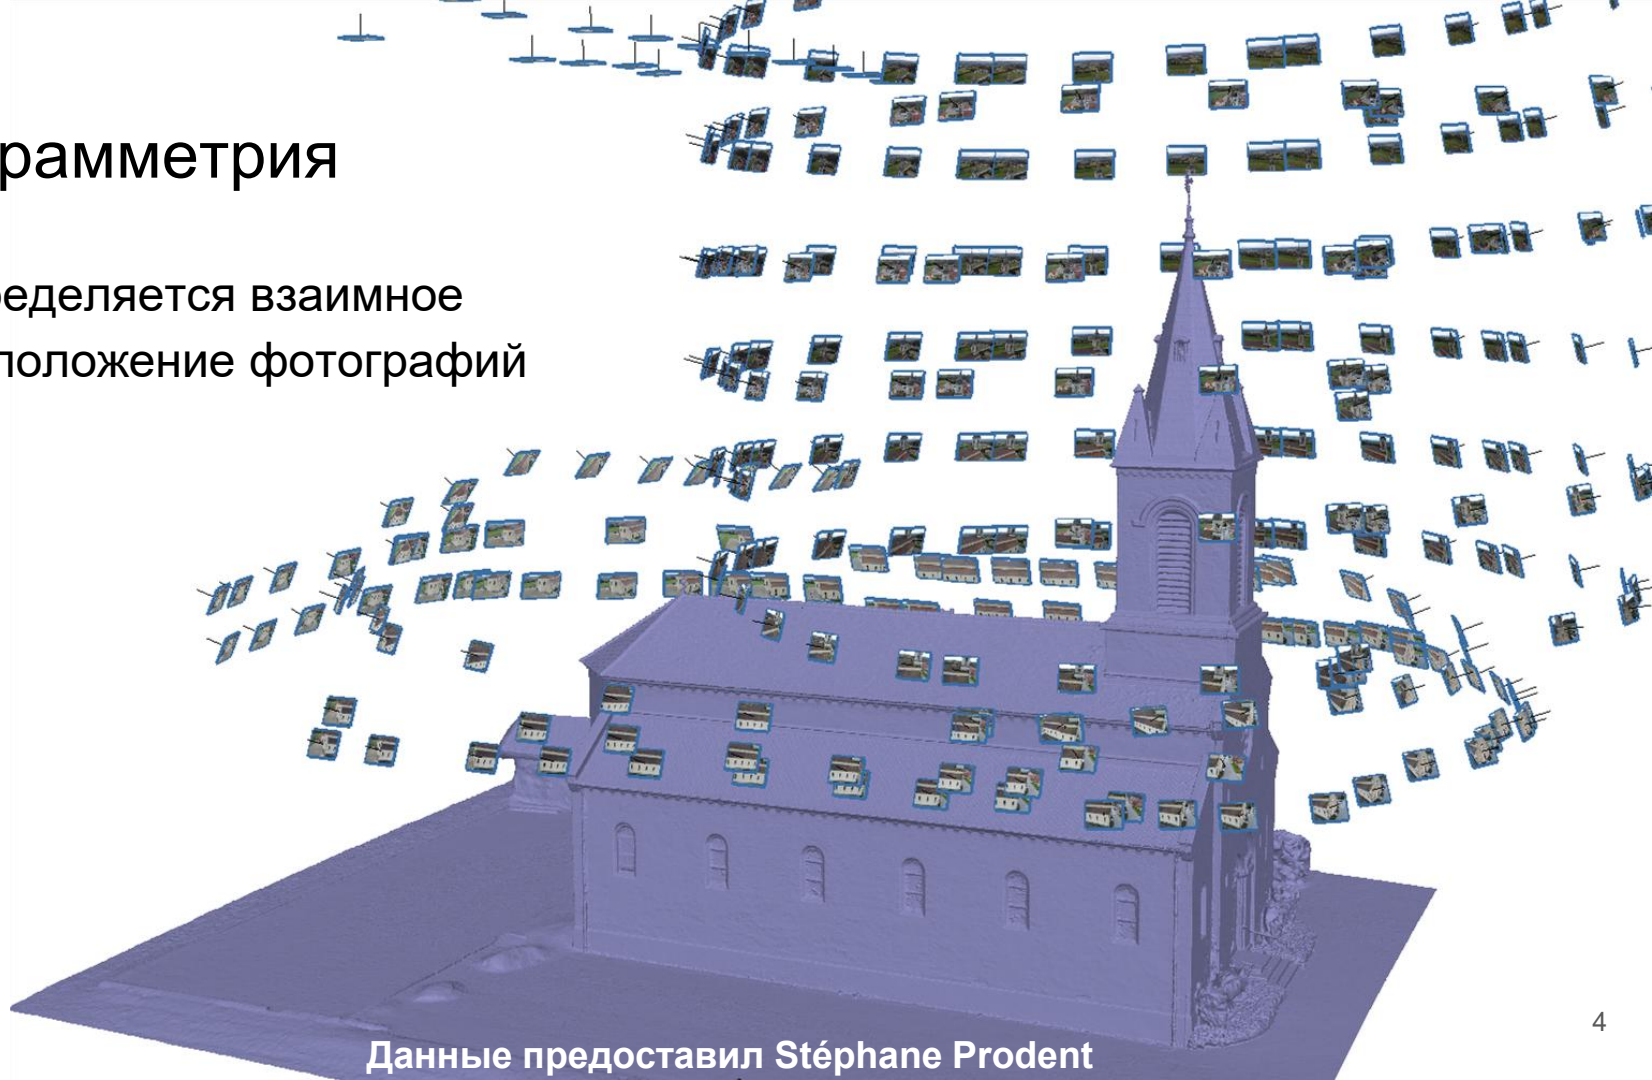 рамметрия
еделяется взаимное
положение фотографий
Данные предоставил Stéphane Prodent
4